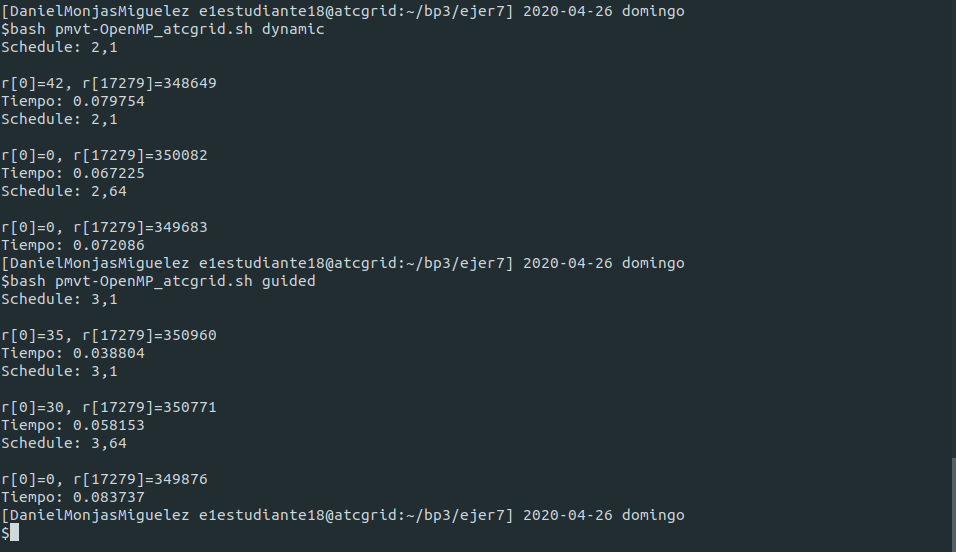 [DanielMonjasMiguelez e1estudiante18@atcgrid:~/bp3/ejer7] 2020-04-26 domingo
$bash pmvt-OpenMP_atcgrid.sh dynamic
Schedule: 2,1
r[0]=42, r[17279]=348649
Tiempo: 0.079754
Schedule: 2,1
r[0]=0, r[17279]=350082
Tiempo: 0.067225
Schedule: 2,64
r[0]=0, r[17279]=349683
Tiempo: 0.072086
[DanielMonjasMiguelez e1estudiante18@atcgrid:~/bp3/ejer7] 2020-04-26 domingo
$bash pmvt-OpenMP_atcgrid.sh guided
Schedule: 3,1
r[0]=35, r[17279]=350960
Tiempo: 0.038804
Schedule: 3,1
r[0]=30, r[17279]=350771
Tiempo: 0.058153
Schedule: 3,64
r[0]=0, r[17279]=349876
Tiempo: 0.083737
[DanielMonjasMiguelez e1estudiante18@atcgrid:~/bp3/ejer7] 2020-04-26 domingo
$